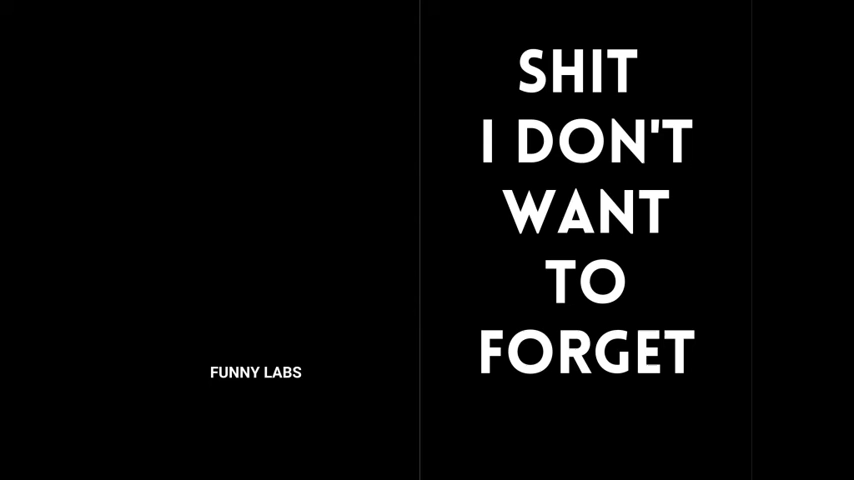 SHIT
I DON'T
WANT
TO
FORGET
FUNNY LABS